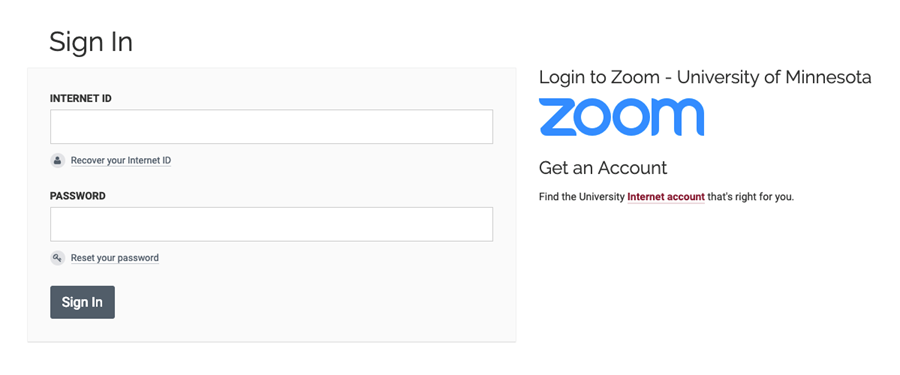 Sign In
INTERNET ID
Recover your Internet ID
PASSWORD
Reset your password
Sign In
Login to Zoom - University of Minnesota
zoom
Get an Account
Find the University Internet account that's right for you.